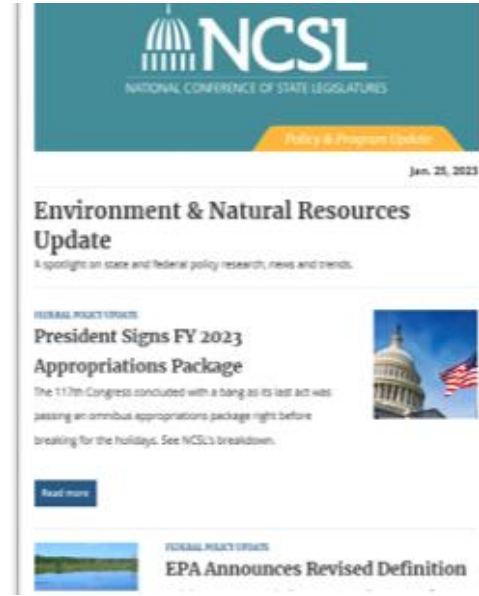 NCSL
NATIONAL CONFERENCE OF STATE LEGISLATURES
Policy & Program Update
Jan. 25, 2023
Environment & Natural Resources
Update
A spotlight on state and federal policy research, news and trends.
FEDERAL POLICY UPDATE
President Signs FY 2023
Appropriations Package
The 117th Congress concluded with a bang as its last act was
passing an omnibus appropriations package right before
breaking for the holidays. See NCSL's breakdown.
Read more
FEDERAL POLICY UPDATE
EPA Announces Revised Definition